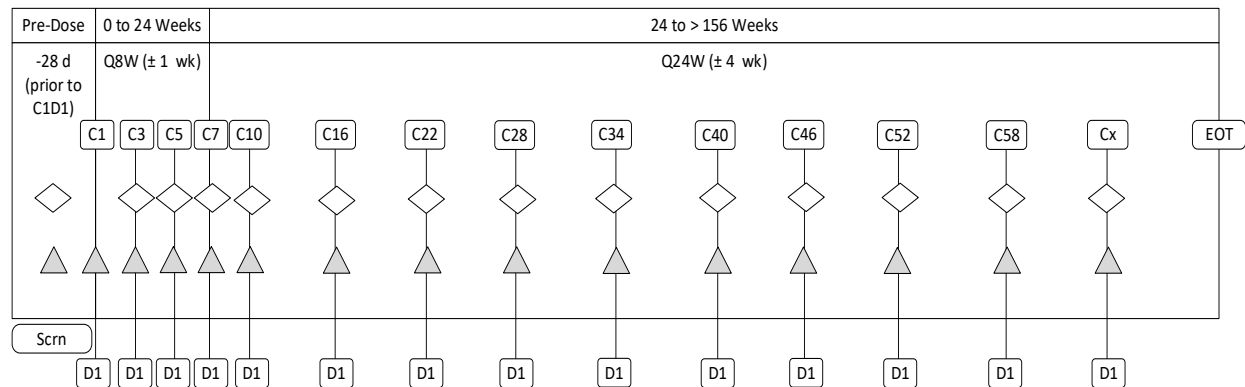 Pre-Dose 0 to 24 Weeks 24 to > 156 Weeks
-28 d
(prior to
C1D1)
Q8W (± 1 wk)
Q24W (± 4 wk)
C1 C3 C5 C7 C10 C16 C22 C28 C34 C40 C46 C52 C58 Cx EOT
Scrn
D1 D1 D1 D1 D1 D1 D1 D1 D1 D1 D1 D1 D1 D1